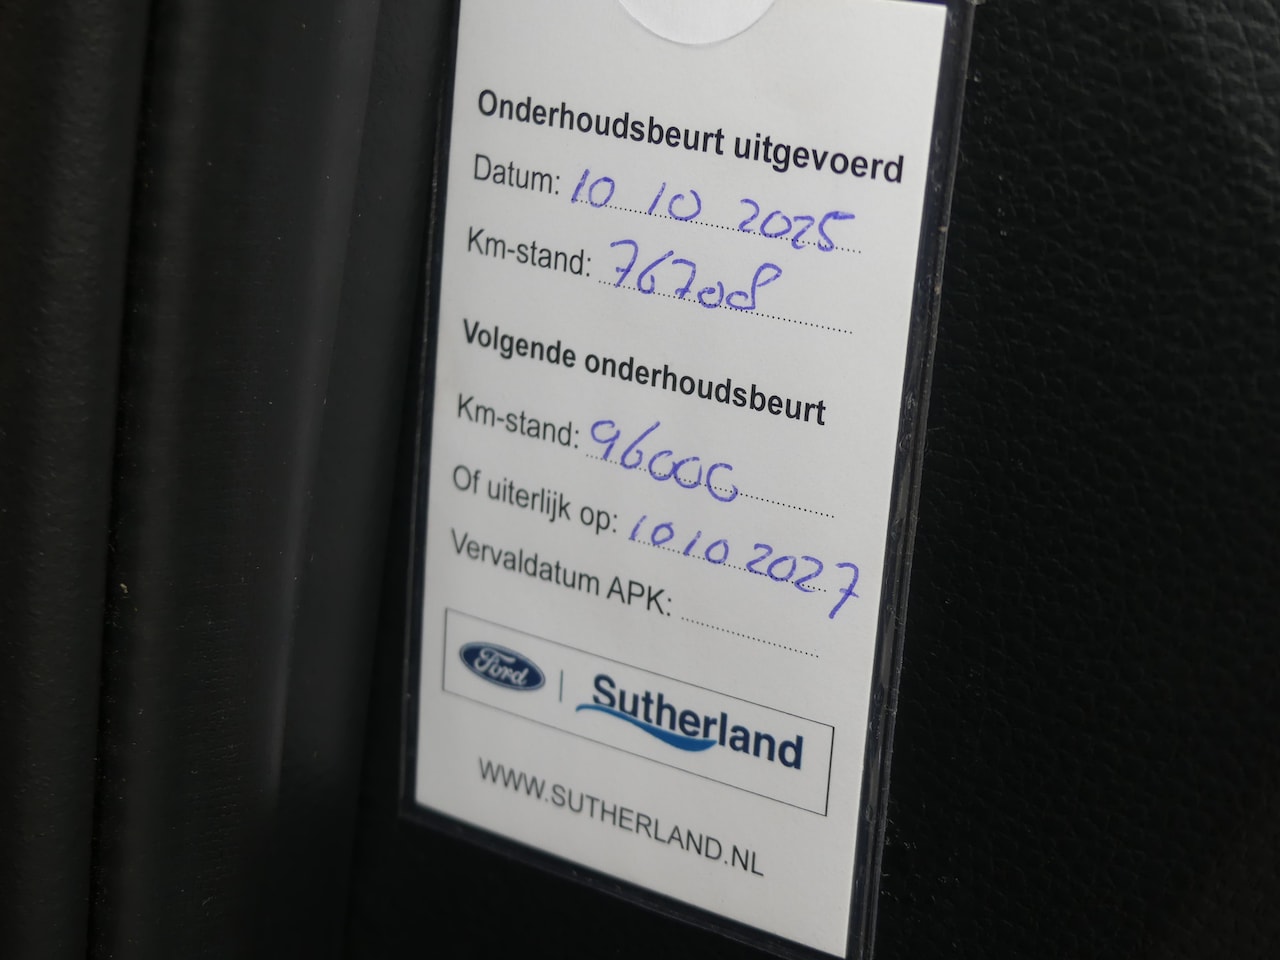 Onderhoudsbeurt uitgevoerd
Datum: 10 10 2025
Km-stand: 76708
Volgende onderhoudsbeurt
Km-stand: 96000
Of uiterlijk op: 10 10 2027
Vervaldatum APK:
Ford | Sutherland
WWW.SUTHERLAND.NL